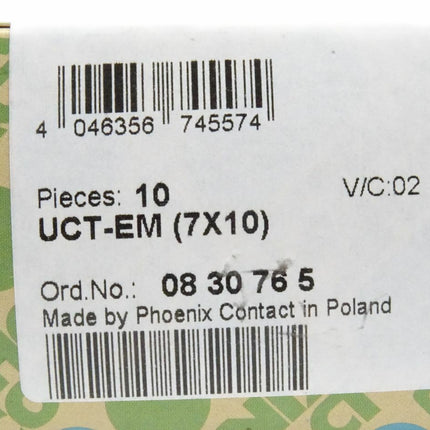 4 046356 745574
Pieces: 10 V/C:02
UCT-EM (7X10)
Ord.No.: 08 30 76 5
Made by Phoenix Contact in Poland